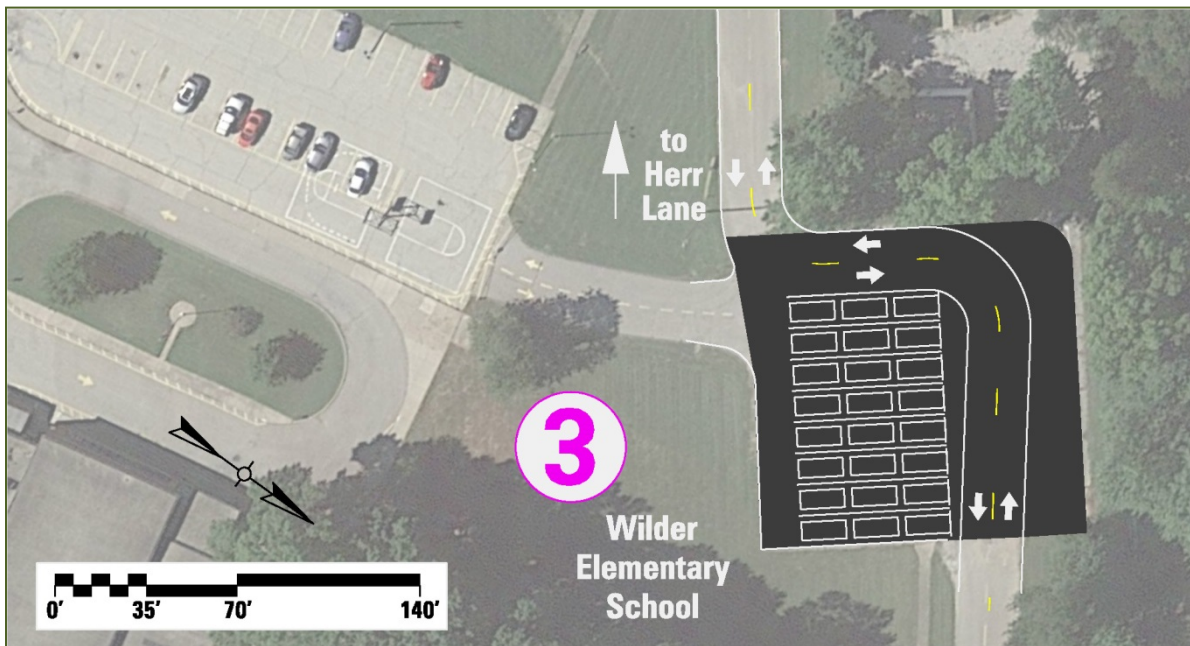 to
Herr
Lane
3
Wilder
Elementary
School
0' 35' 70' 140'